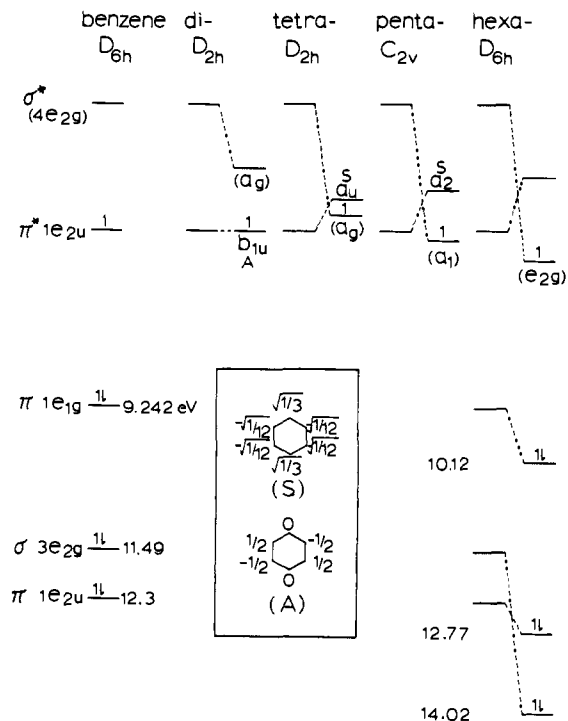 benzene di- tetra- penta- hexa-
D6h D2h D2h C2v D6h
σ*
(4e2g)
(ag)
s
au
1
(ag)
s
a2
1
(a1)
π* 1e2u 1
1
b1u
A
1
(e2g)
π 1e1g 1l 9.242 eV
10.12 1l
√1/3
-√1/12 √1/12
-√1/12 √1/12
√1/3
(S)
σ 3e2g 1l 11.49
π 1e2u 1l 12.3
O
1/2 -1/2
-1/2 1/2
O
(A)
12.77 1l
14.02 1l